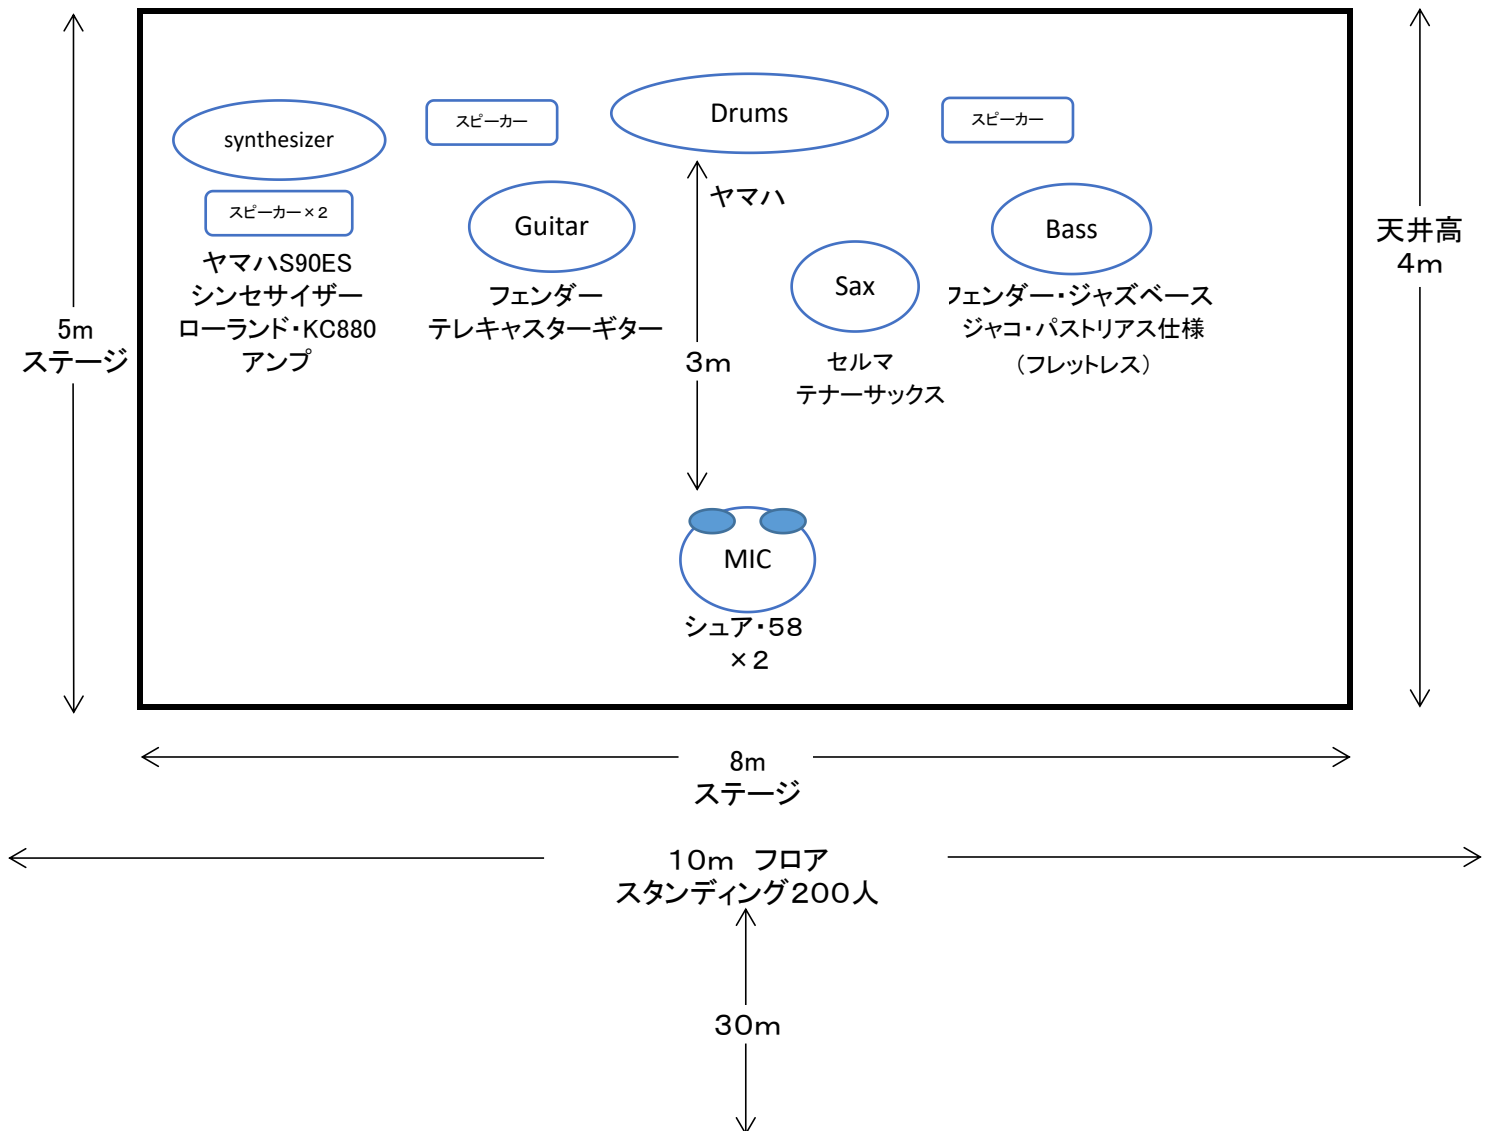 synthesizer
スピーカー
Drums
スピーカー
スピーカー×2
Guitar
ヤマハ
Sax
Bass
ヤマハS90ES
シンセサイザー
ローランド・KC880
アンプ
フェンダー
テレキャスターギター
セルマ
テナーサックス
フェンダー・ジャズベース
ジャコ・パストリアス仕様
(フレットレス)
5m
ステージ
3m
天井高
4m
MIC
シュア・58
×2
8m
ステージ
10m フロア
スタンディング200人
30m